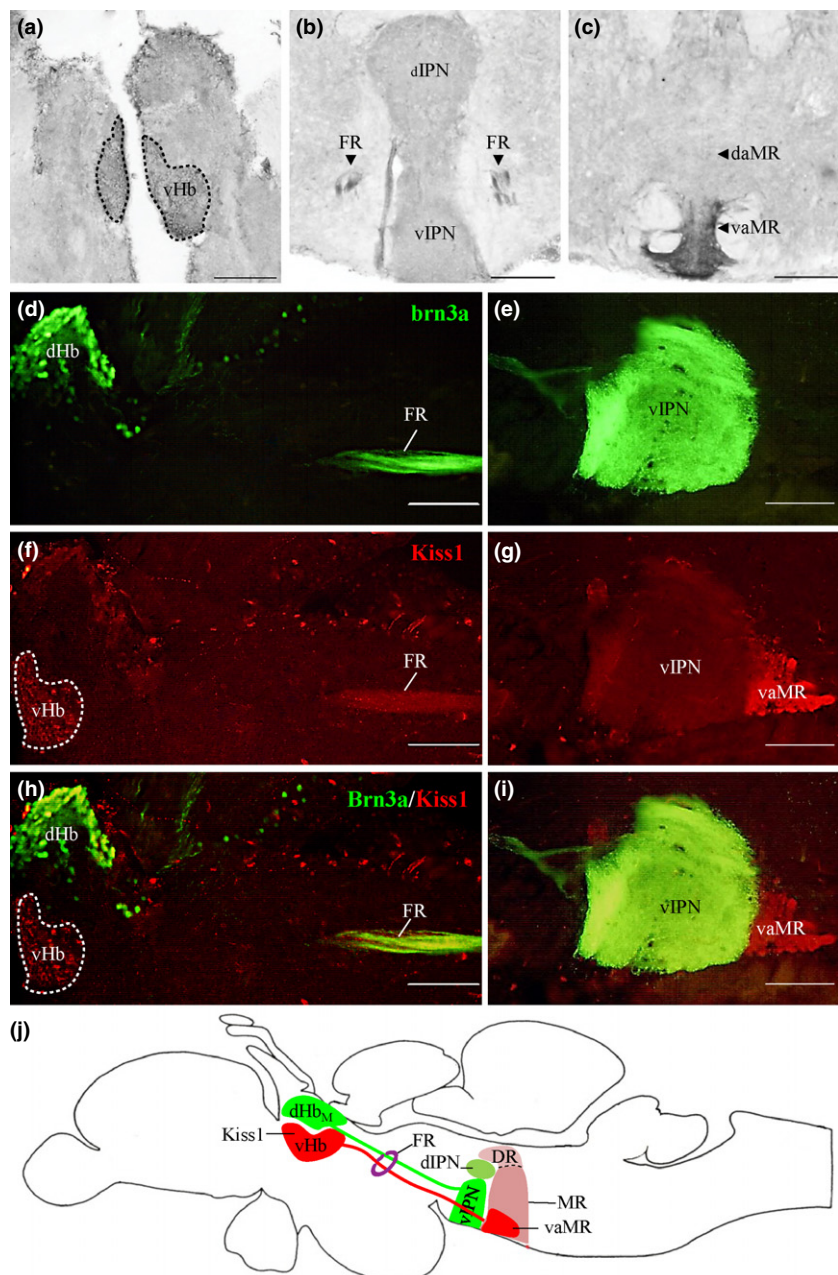 (a)
vHb
(b)
dIPN
FR
FR
vIPN
(c)
daMR
vaMR
(d)
brn3a
dHb
FR
(e)
vIPN
(f)
Kiss1
FR
vHb
(g)
vIPN
vaMR
(h)
Brn3a/Kiss1
dHb
FR
vHb
(i)
vIPN
vaMR
(j)
dHbM
Kiss1
vHb
FR
dIPN
DR
vIPN
MR
vaMR